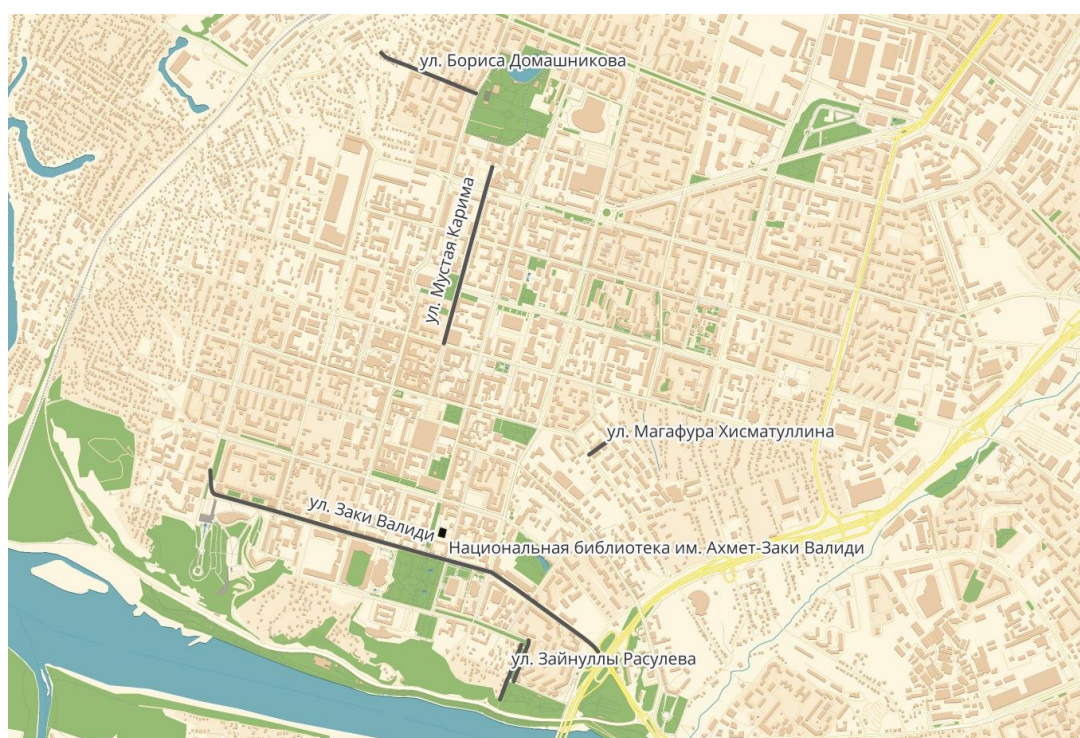 ул. Бориса Домашникова
ул. Мустая Карима
ул. Магафура Хисматуллина
ул. Заки Валиди
Национальная библиотека им. Ахмет-Заки Валиди
ул. Зайнуллы Расулева